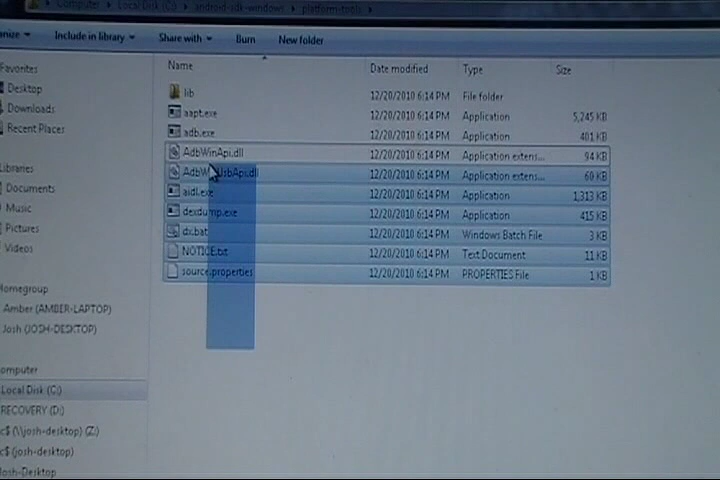 Computer ▸ Local Disk (C:) ▸ android-sdk-windows ▸ platform-tools ▸
Include in library Share with Burn New folder
Name Date modified Type Size
lib 12/20/2010 6:14 PM File folder
aapt.exe 12/20/2010 6:14 PM Application 5,245 KB
adb.exe 12/20/2010 6:14 PM Application 401 KB
AdbWinApi.dll 12/20/2010 6:14 PM Application extens... 94 KB
12/20/2010 6:14 PM Application extens... 60 KB
aidl.exe 12/20/2010 6:14 PM Application 1,313 KB
dexdump.exe 12/20/2010 6:14 PM Application 415 KB
dx.bat 12/20/2010 6:14 PM Windows Batch File 3 KB
NOTICE.txt 12/20/2010 6:14 PM Text Document 11 KB
source.properties 12/20/2010 6:14 PM PROPERTIES File 1 KB
Favorites
Desktop
Downloads
Recent Places
Libraries
Documents
Music
Pictures
Videos
Homegroup
Amber (AMBER-LAPTOP)
Josh (JOSH-DESKTOP)
Computer
Local Disk (C:)
RECOVERY (D:)
c$ (\\josh-desktop) (Z:)
c$ (josh-desktop)
Josh-Desktop